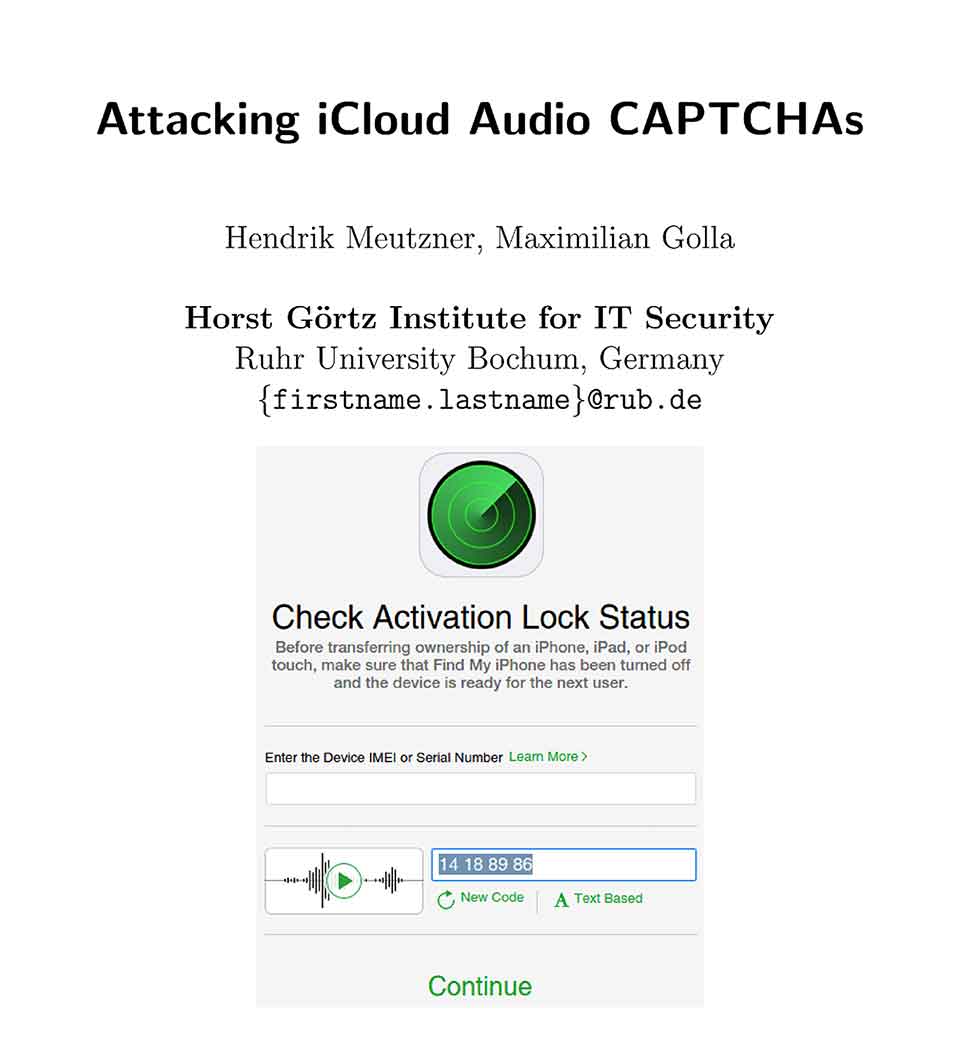 Attacking iCloud Audio CAPTCHAs
Hendrik Meutzner, Maximilian Golla
Horst Görtz Institute for IT Security
Ruhr University Bochum, Germany
{firstname.lastname}@rub.de
Check Activation Lock Status
Before transferring ownership of an iPhone, iPad, or iPod
touch, make sure that Find My iPhone has been turned off
and the device is ready for the next user.
Enter the Device IMEI or Serial Number Learn More >
14 18 89 86
New Code A Text Based
Continue